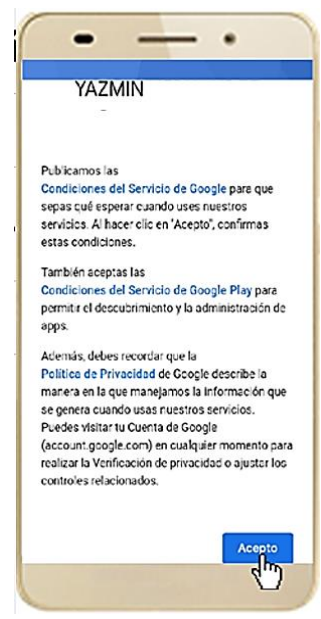 YAZMIN
Publicamos las
Condiciones del Servicio de Google para que
sepas qué esperar cuando uses nuestros
servicios. Al hacer clic en "Acepto", confirmas
estas condiciones.
También aceptas las
Condiciones del Servicio de Google Play para
permitir el descubrimiento y la administración de
apps.
Además, debes recordar que la
Política de Privacidad de Google describe la
manera en la que manejamos la información que
se genera cuando usas nuestros servicios.
Puedes visitar tu Cuenta de Google
(account.google.com) en cualquier momento para
realizar la Verificación de privacidad o ajustar los
controles relacionados.
Acepto